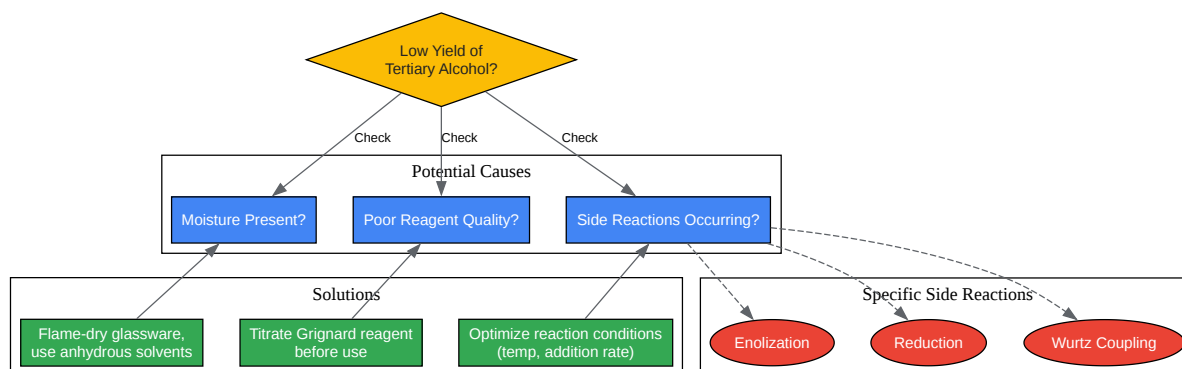 Low Yield of
Tertiary Alcohol?
Check
Check
Check
Potential Causes
Moisture Present?
Poor Reagent Quality?
Side Reactions Occurring?
Solutions
Specific Side Reactions
Flame-dry glassware,
use anhydrous solvents
Titrate Grignard reagent
before use
Optimize reaction conditions
(temp, addition rate)
Enolization
Reduction
Wurtz Coupling